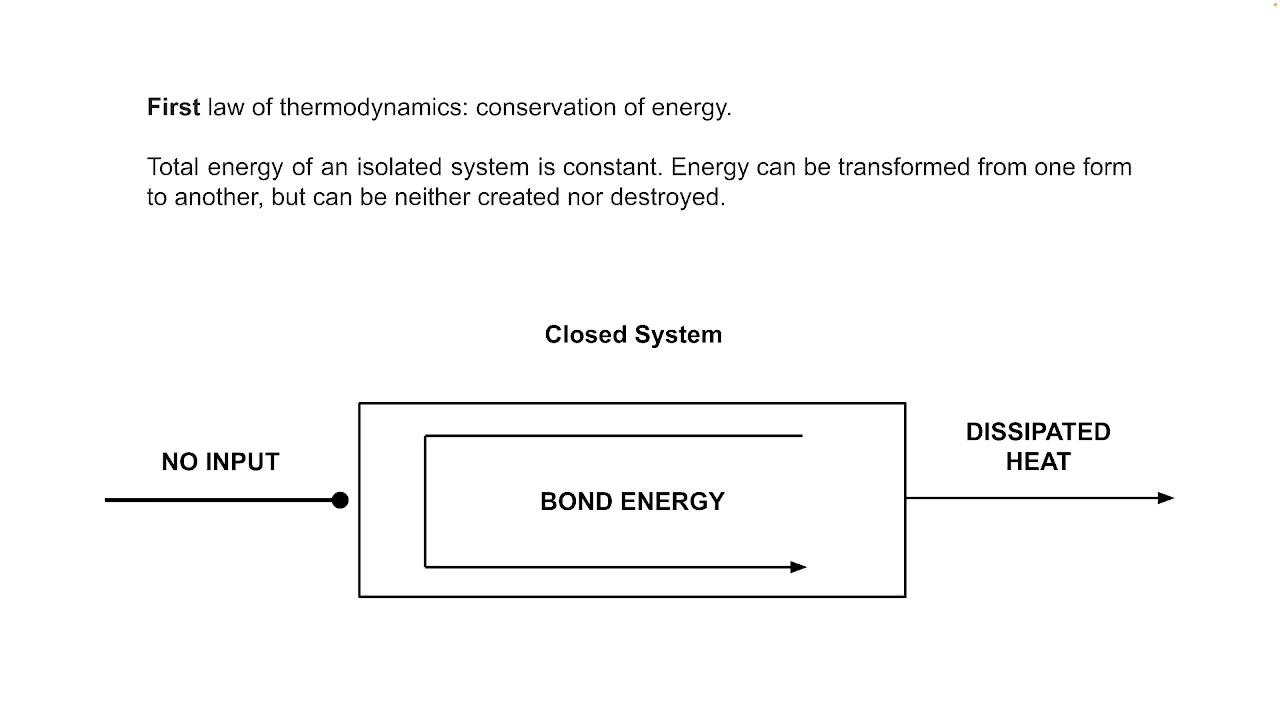 First law of thermodynamics: conservation of energy.
Total energy of an isolated system is constant. Energy can be transformed from one form
to another, but can be neither created nor destroyed.
Closed System
NO INPUT
BOND ENERGY
DISSIPATED
HEAT